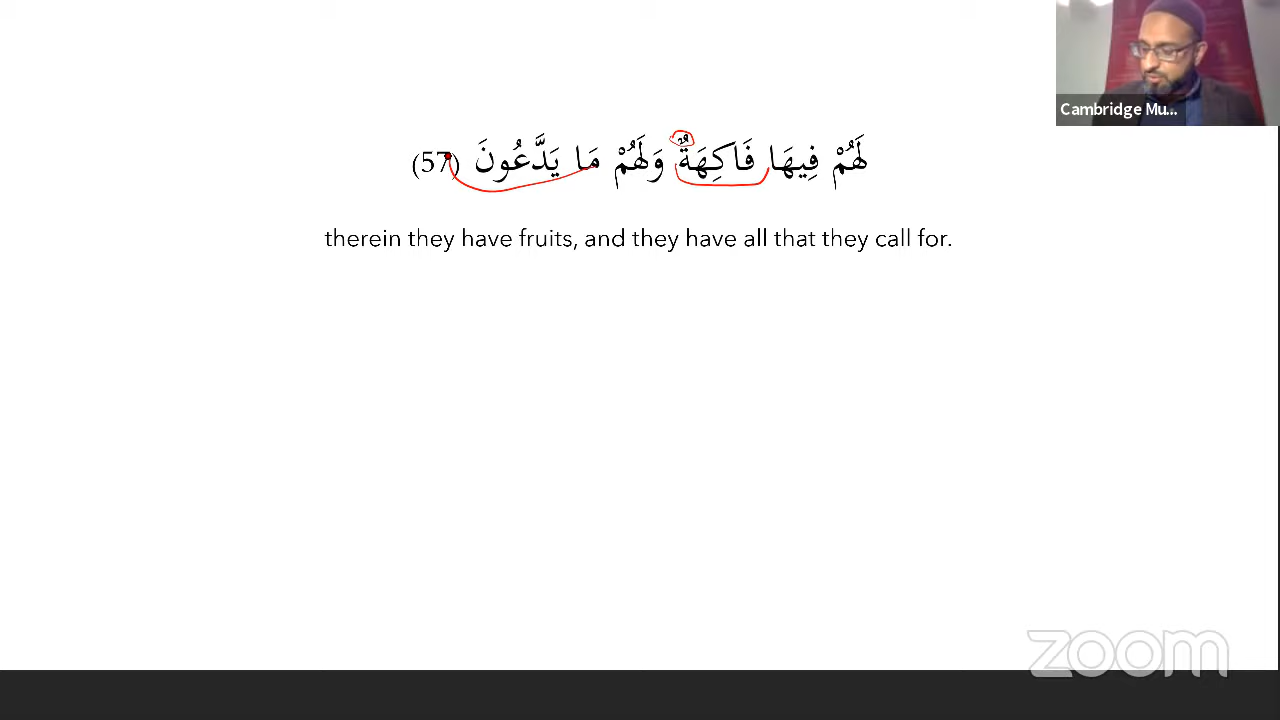 Cambridge Mu...
لَهُمْ فِيهَا فَاكِهَةٌ وَلَهُمْ مَا يَدَّعُونَ (57)
therein they have fruits, and they have all that they call for.
zoom